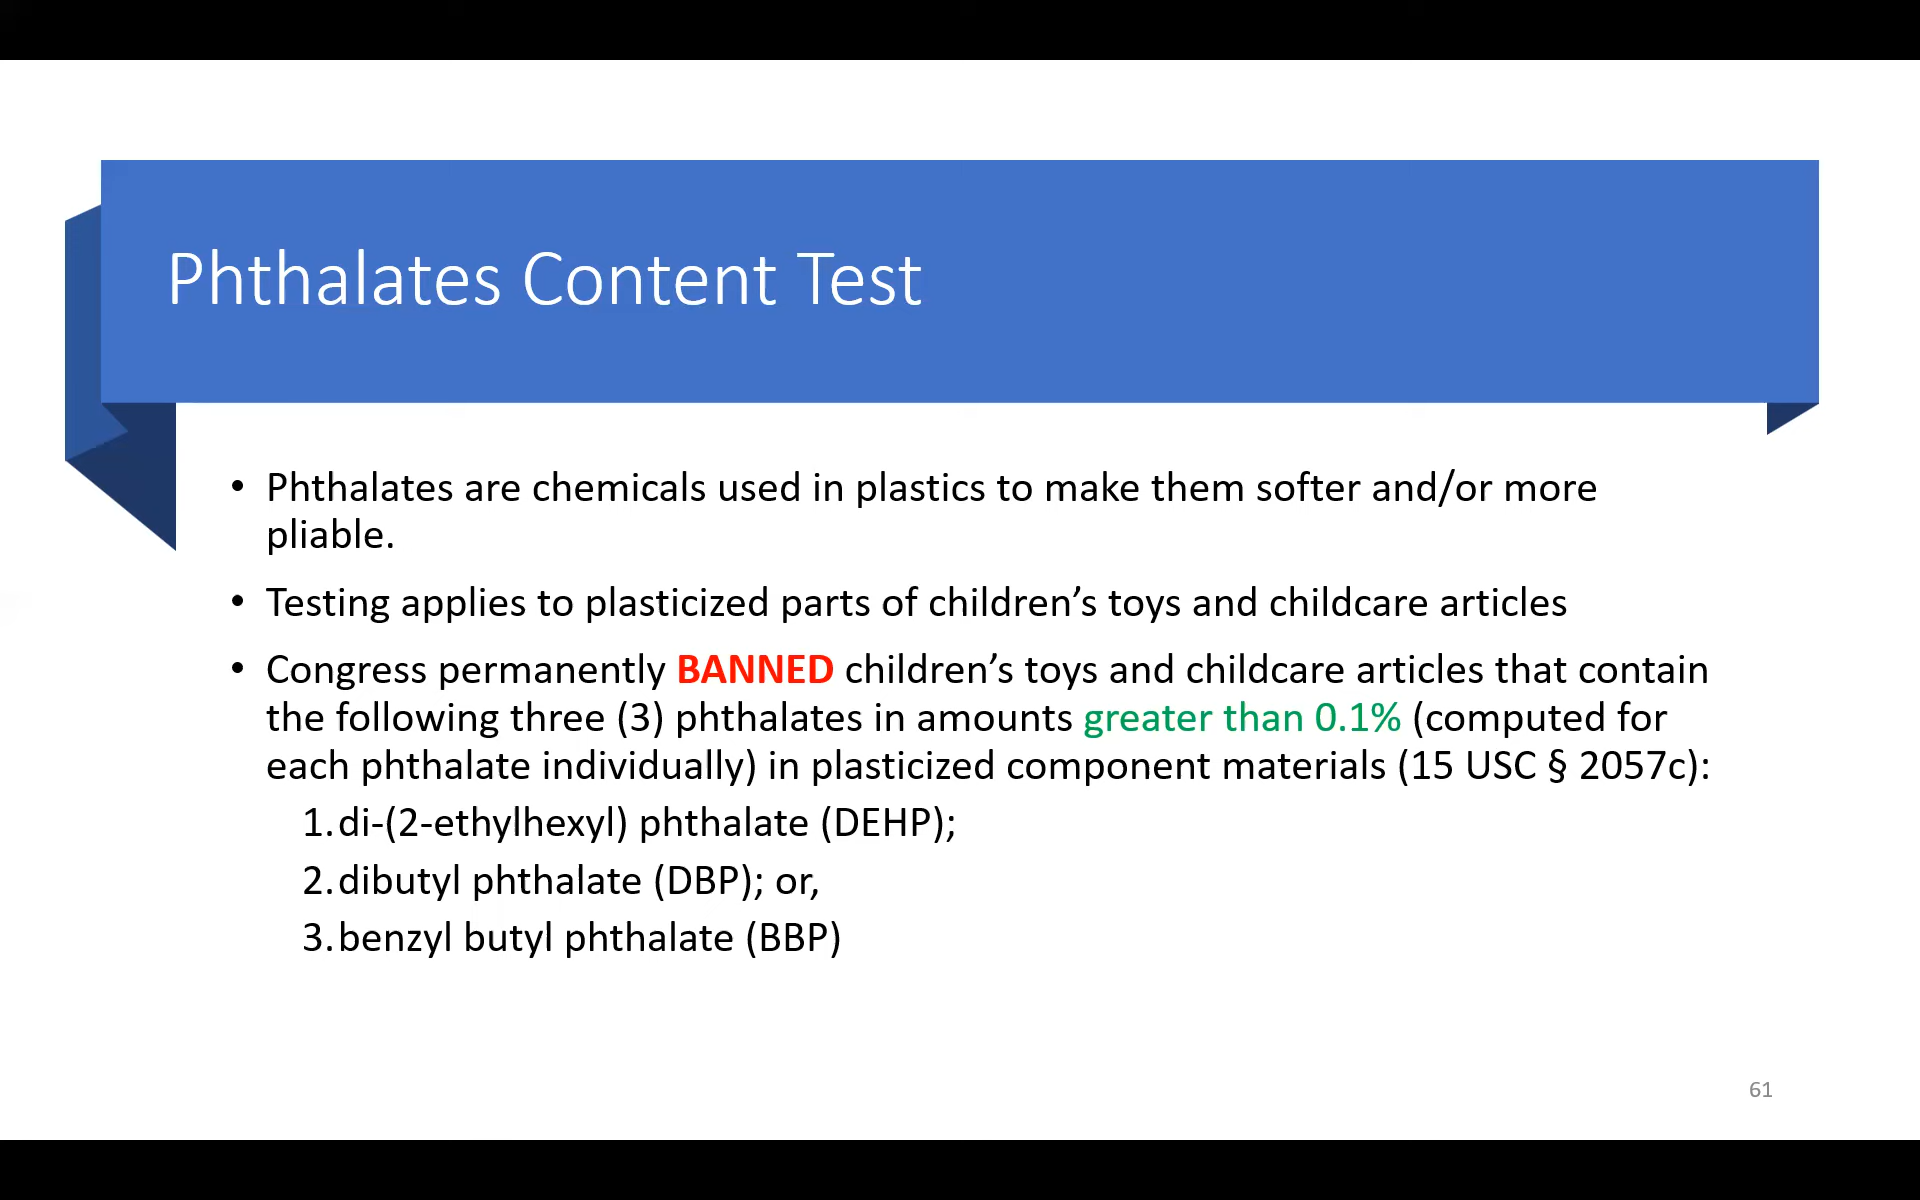 Phthalates Content Test
• Phthalates are chemicals used in plastics to make them softer and/or more
pliable.
• Testing applies to plasticized parts of children’s toys and childcare articles
• Congress permanently BANNED children’s toys and childcare articles that contain
the following three (3) phthalates in amounts greater than 0.1% (computed for
each phthalate individually) in plasticized component materials (15 USC § 2057c):
1. di-(2-ethylhexyl) phthalate (DEHP);
2. dibutyl phthalate (DBP); or,
3. benzyl butyl phthalate (BBP)
61